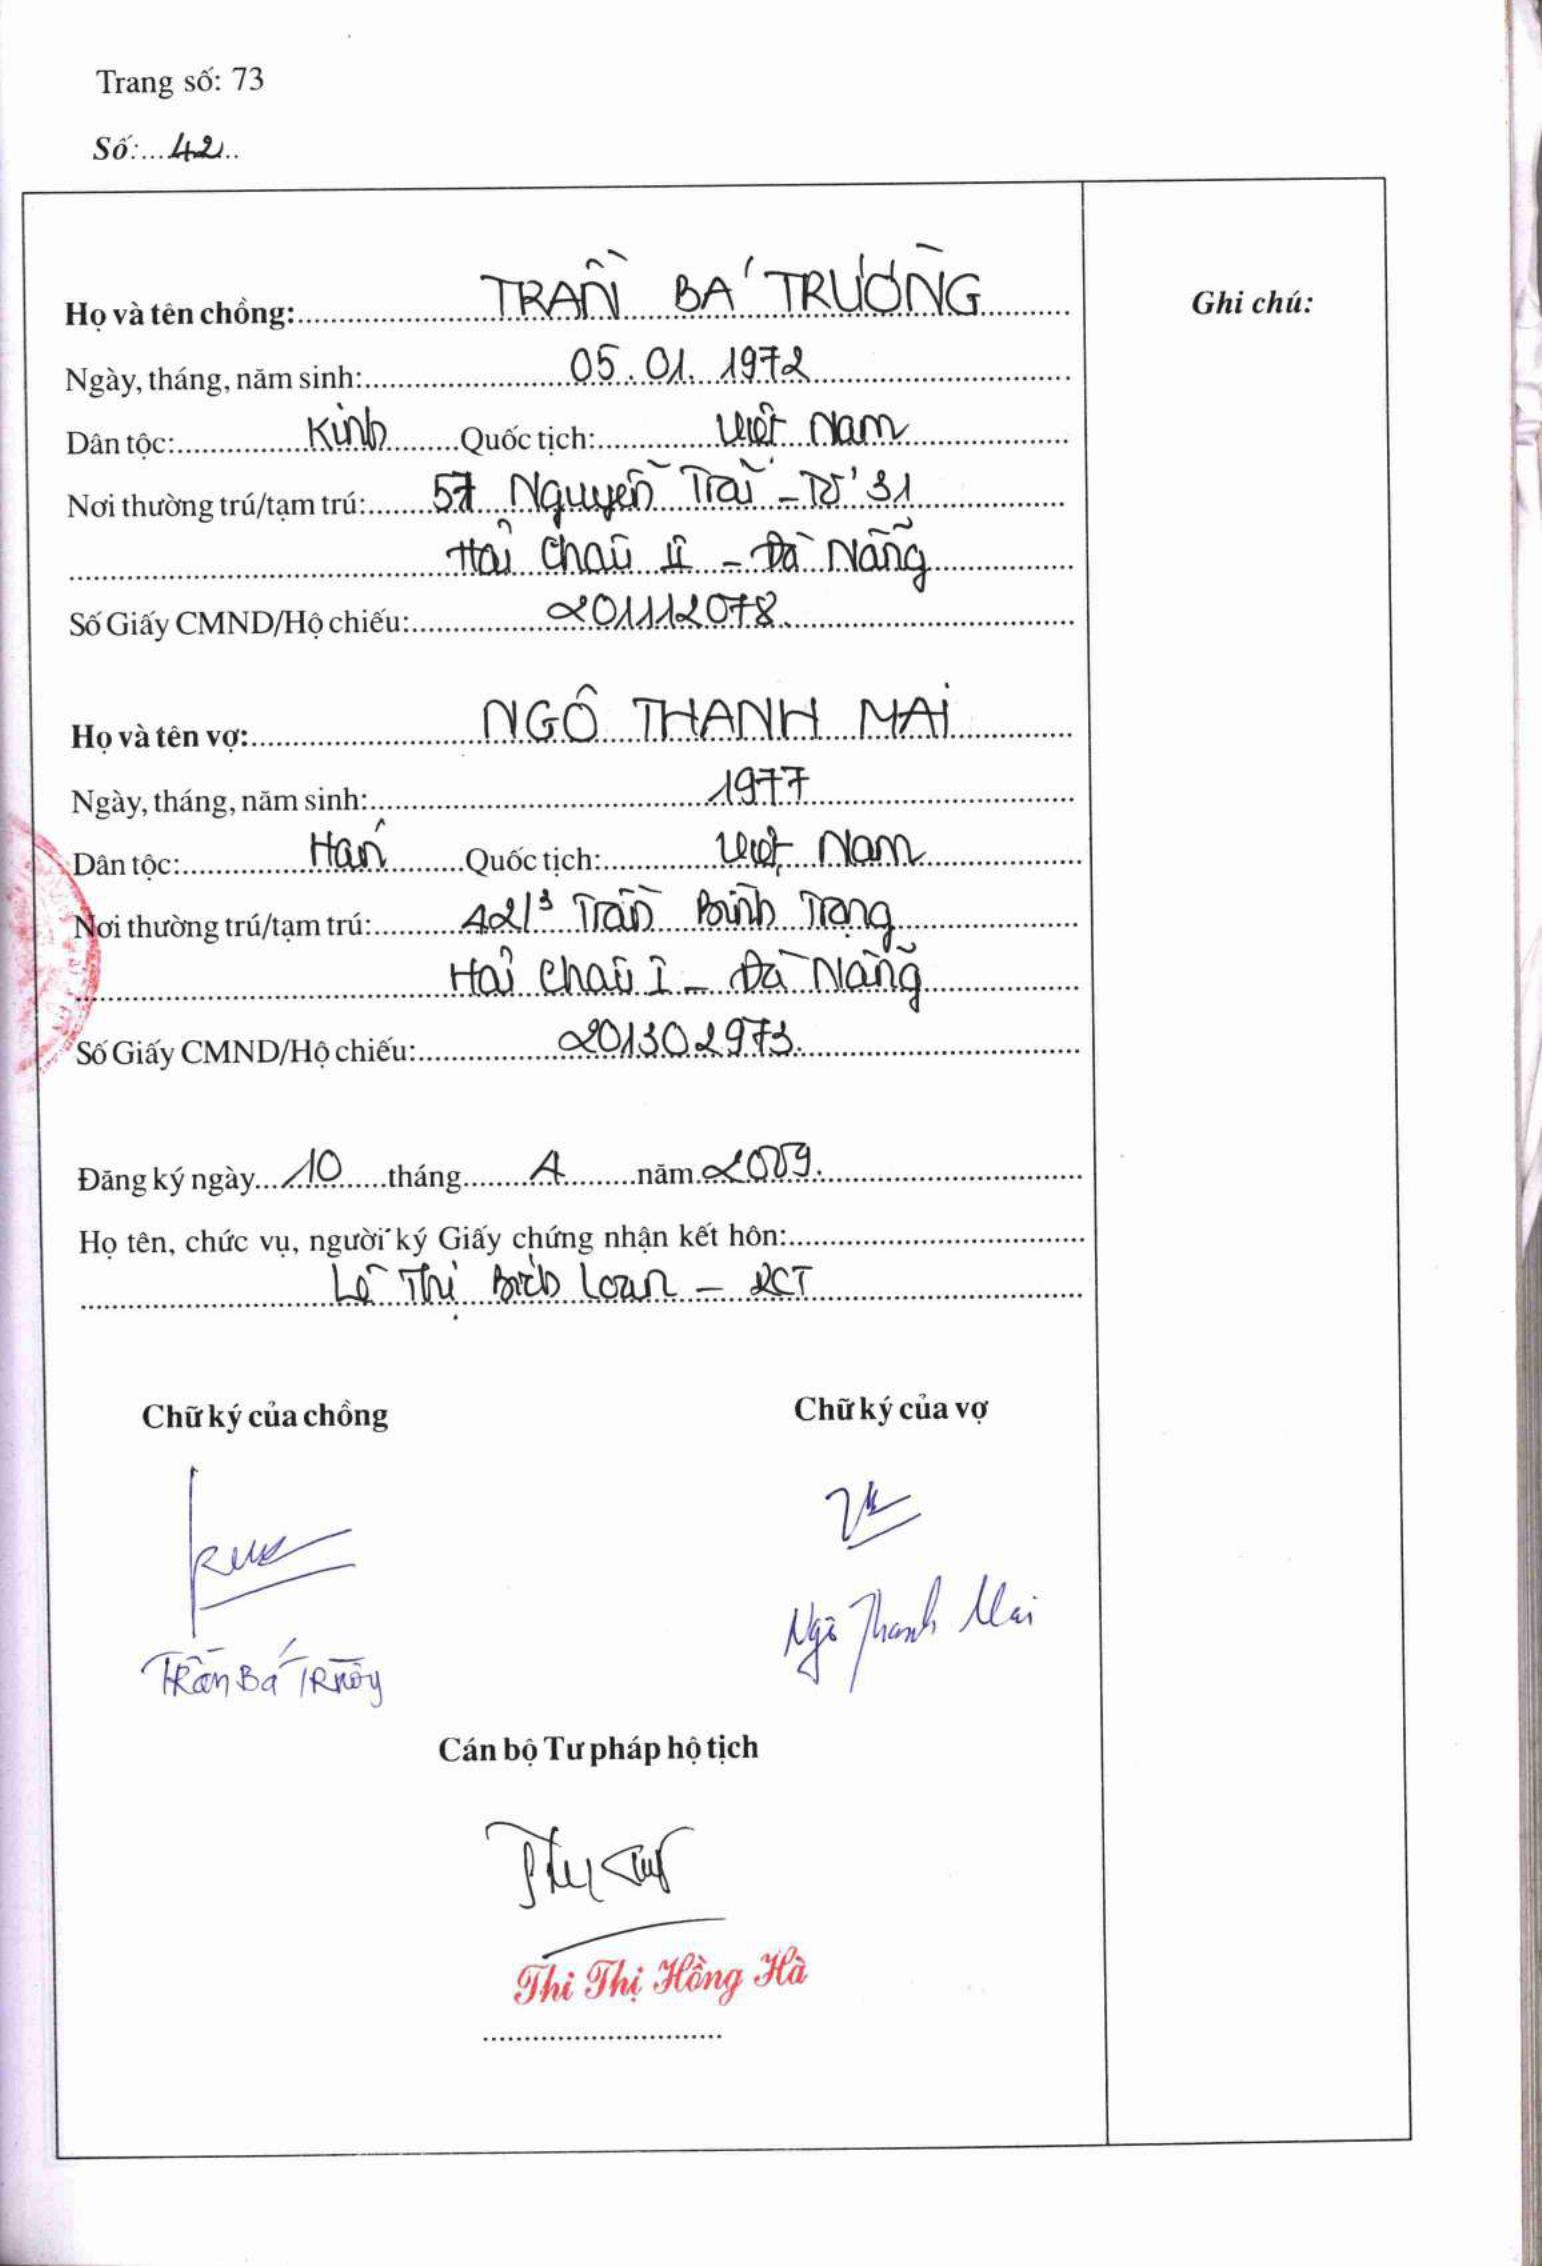 Trang số: 73
Số: 42
Ghi chú:
Họ và tên chồng: TRẦN BÁ TRƯỜNG
Ngày, tháng, năm sinh: 05.01.1972
Dân tộc: Kinh Quốc tịch: Việt Nam
Nơi thường trú/tạm trú: 57 Nguyễn Trãi - Tổ 31
Hải Châu II - Đà Nẵng
Số Giấy CMND/Hộ chiếu: 201112078
Họ và tên vợ: NGÔ THANH MAI
Ngày, tháng, năm sinh: 1977
Dân tộc: Hán Quốc tịch: Việt Nam
Nơi thường trú/tạm trú: Trần Bình Trọng
Hải Châu I - Đà Nẵng
Số Giấy CMND/Hộ chiếu: 201302973
Đăng ký ngày 10 tháng năm 2009.
Họ tên, chức vụ, người ký Giấy chứng nhận kết hôn:
Lê Thị Bích Loan - PCT
Chữ ký của chồng
Chữ ký của vợ
Trần Bá Trường
Ngô Thanh Mai
Cán bộ Tư pháp hộ tịch
Thi Thị Hồng Hà